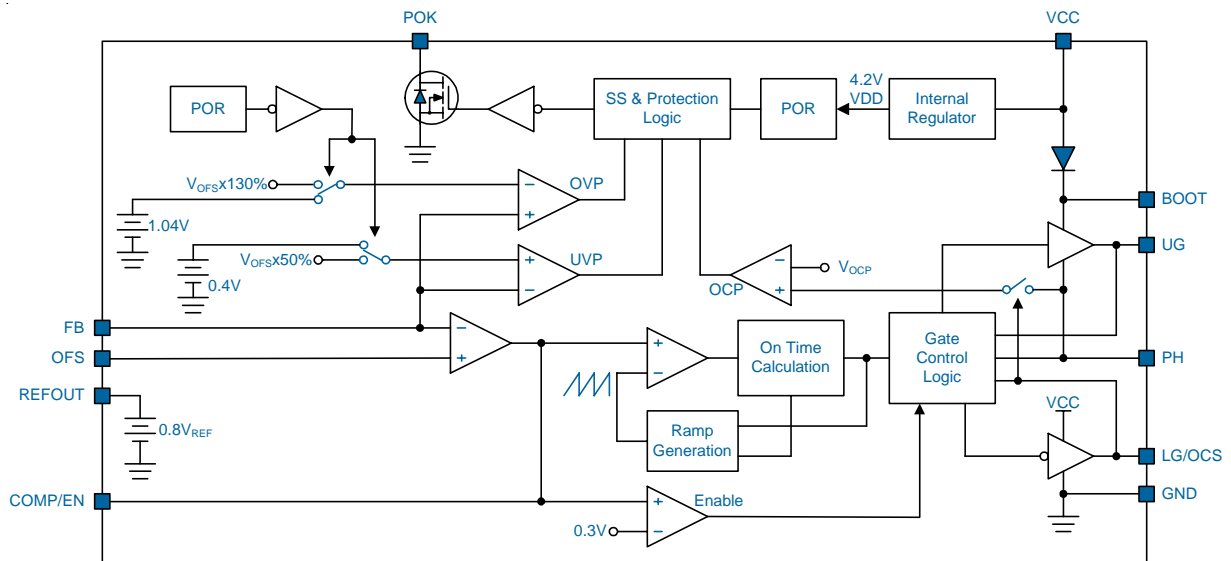 POK
VCC
POR
SS & Protection
Logic
POR
4.2V
VDD
Internal
Regulator
VOFSx130%
OVP
1.04V
BOOT
UG
VOFSx50%
UVP
0.4V
VOCP
OCP
FB
OFS
On Time
Calculation
Gate
Control
Logic
PH
REFOUT
0.8VREF
Ramp
Generation
VCC
LG/OCS
COMP/EN
Enable
GND
0.3V